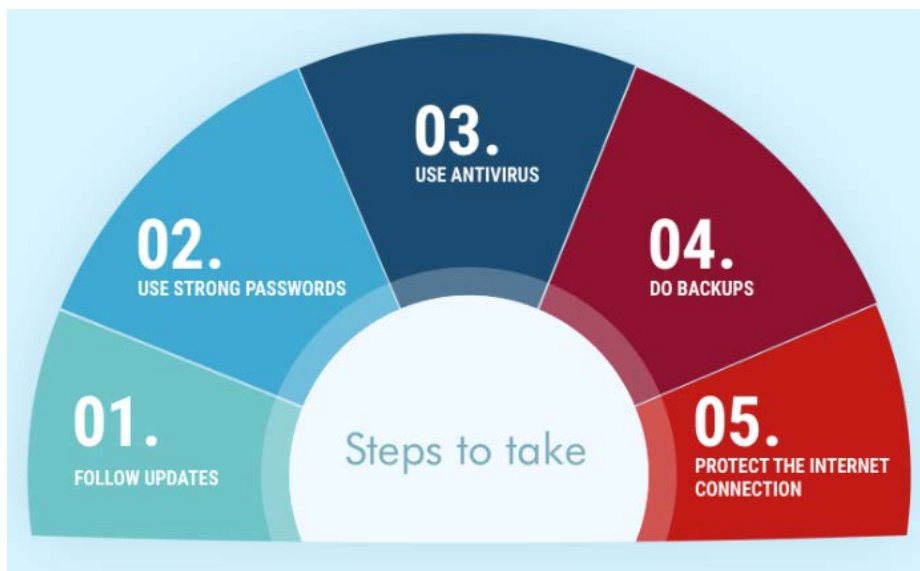 01.
FOLLOW UPDATES
02.
USE STRONG PASSWORDS
03.
USE ANTIVIRUS
04.
DO BACKUPS
05.
PROTECT THE INTERNET
CONNECTION
Steps to take